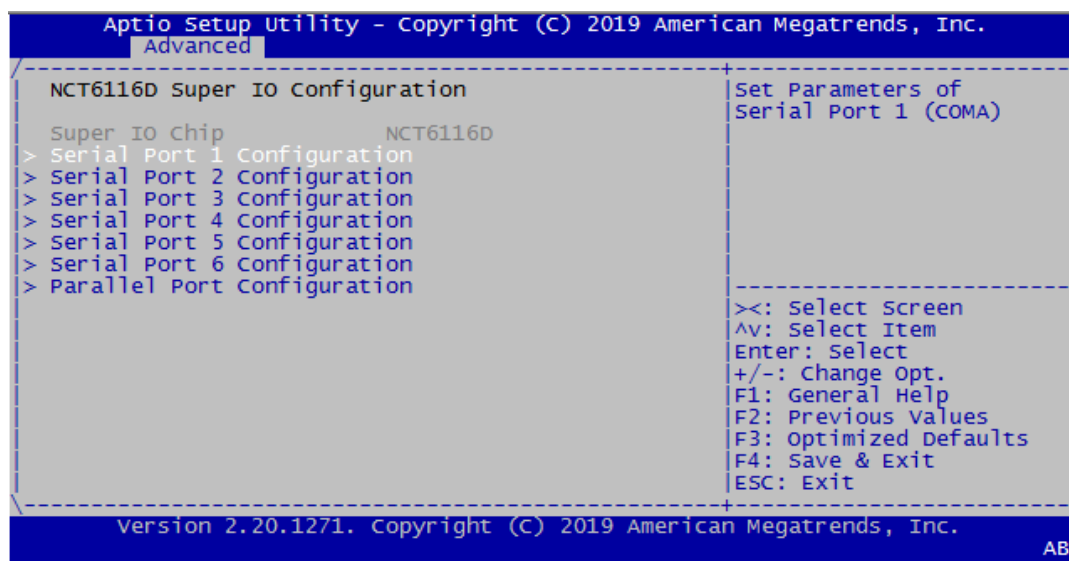 Aptio Setup Utility - Copyright (C) 2019 American Megatrends, Inc.
Advanced
NCT6116D Super IO Configuration
Super IO Chip NCT6116D
> Serial Port 1 Configuration
> Serial Port 2 Configuration
> Serial Port 3 Configuration
> Serial Port 4 Configuration
> Serial Port 5 Configuration
> Serial Port 6 Configuration
> Parallel Port Configuration
Set Parameters of
Serial Port 1 (COMA)
><: Select Screen
^v: Select Item
Enter: Select
+/-: Change Opt.
F1: General Help
F2: Previous Values
F3: Optimized Defaults
F4: Save & Exit
ESC: Exit
Version 2.20.1271. Copyright (C) 2019 American Megatrends, Inc.
AB